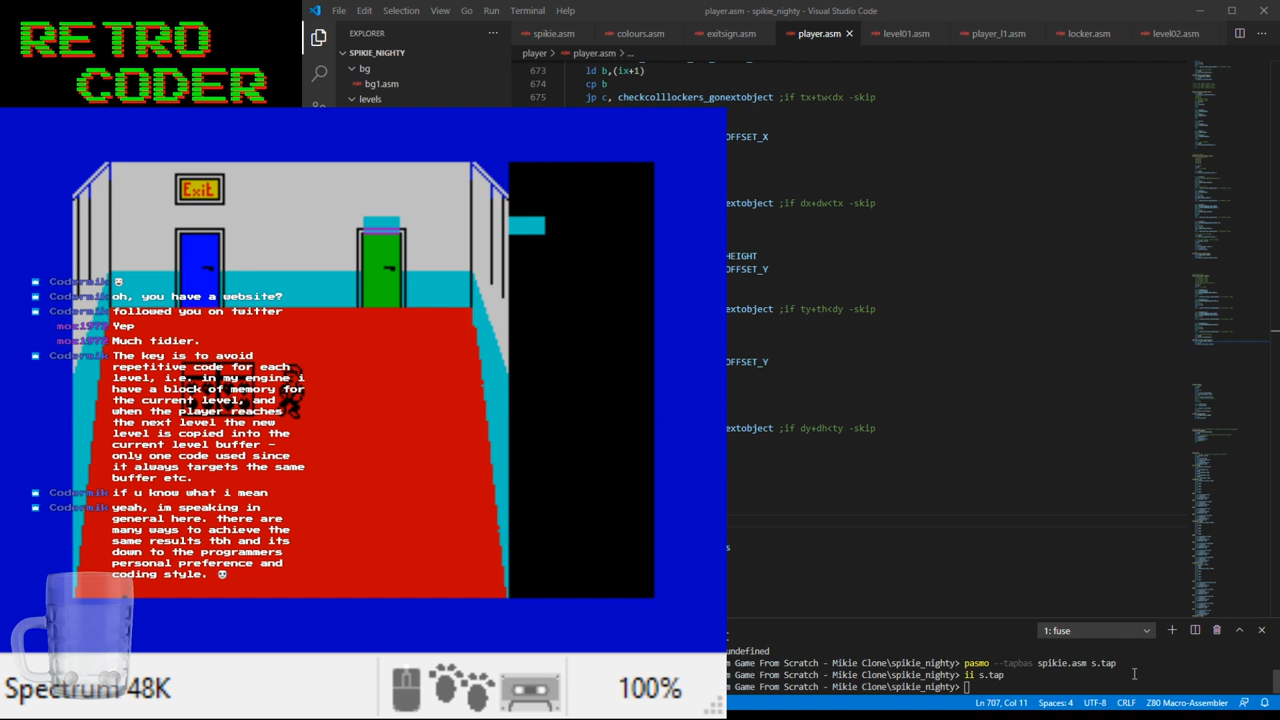 RETRO
CODER
File Edit Selection View Go Run Terminal Help
player.asm - spikie_nighty - Visual Studio Code
EXPLORER
SPIKIE_NIGHTY
bg
bg1.asm
levels
spikie.asm colours.asm exitsign.asm player.asm level01.asm player_l1.asm locker.asm level02.asm
player > player.asm > ...
673 ld b,(ix+1)
674 cp b
675 jp c, checkcolllockers_gonextobject ;if tx+tw<dx -skip
OFFSET_X
extobject ;if dx+dw<tx -skip
HEIGHT
OFFSET_Y
extobject ;if ty+th<dy -skip
OFFSET_Y
extobject ;if dy+dh<ty -skip
s
Exit
Codermik
Codermik oh, you have a website?
Codermik followed you on twitter
mozi1972 Yep
mozi1972 Much tidier.
Codermik The key is to avoid
repetitive code for each
level, i.e. in my engine i
have a block of memory for
the current level, and
when the player reaches
the next level the new
level is copied into the
current level buffer -
only one code used since
it always targets the same
buffer etc.
Codermik if u know what i mean
Codermik yeah, im speaking in
general here. there are
many ways to achieve the
same results tbh and its
down to the programmers
personal preference and
coding style.
Spectrum 48K
100%
1: fuse
:
undefined
m Game From Scratch - Mikie Clone\spikie_nighty> pasmo --tapbas spikie.asm s.tap
m Game From Scratch - Mikie Clone\spikie_nighty> ii s.tap
m Game From Scratch - Mikie Clone\spikie_nighty>
Ln 707, Col 11 Spaces: 4 UTF-8 CRLF Z80 Macro-Assembler